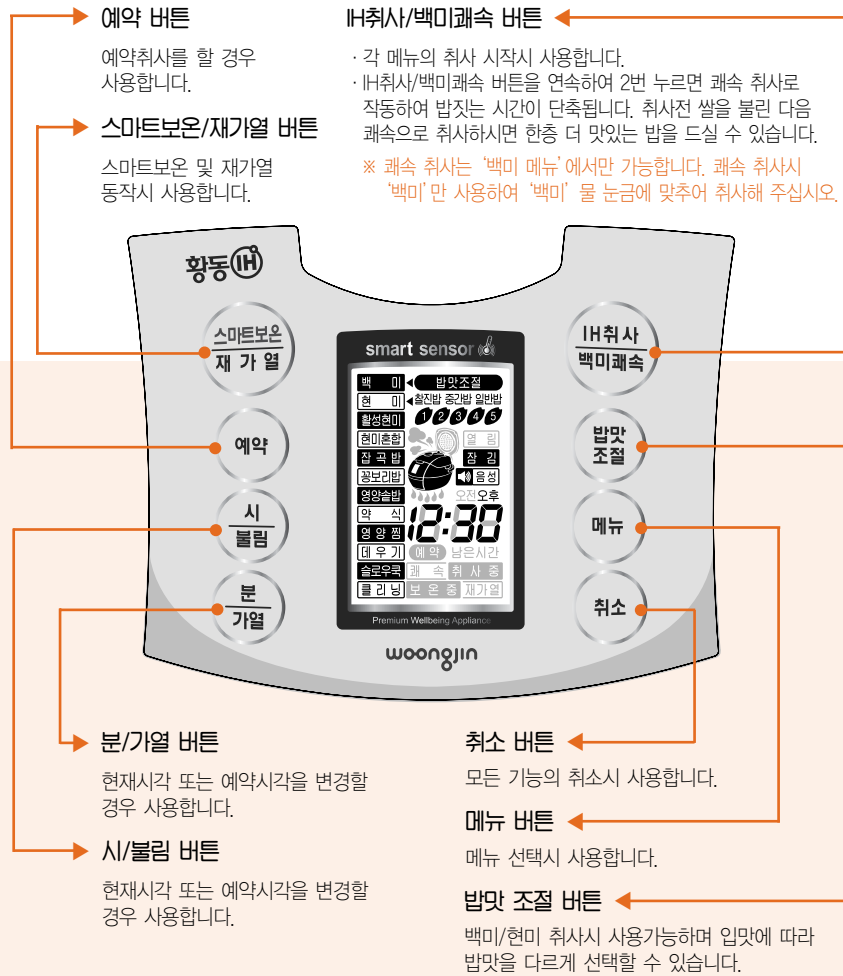 예약 버튼
예약취사를 할 경우
사용합니다.
스마트보온/재가열 버튼
스마트보온 및 재가열
동작시 사용합니다.
IH취사/백미쾌속 버튼
· 각 메뉴의 취사 시작시 사용합니다.
· IH취사/백미쾌속 버튼을 연속하여 2번 누르면 쾌속 취사로
작동하여 밥짓는 시간이 단축됩니다. 취사전 쌀을 불린 다음
쾌속으로 취사하시면 한층 더 맛있는 밥을 드실 수 있습니다.
※ 쾌속 취사는 ‘백미 메뉴’에서만 가능합니다. 쾌속 취사시
‘백미’만 사용하여 ‘백미’ 물 눈금에 맞추어 취사해 주십시오.
황동IH
스마트보온
재가열
예약
시
불림
분
가열
smart sensor
백미
밥맛조절
현미
찰진밥 중간밥 일반밥
활성현미
1 2 3 4 5
현미혼합
열림
잡곡밥
잠김
꽁보리밥
음성
영양솥밥
오전 오후
약식
12:30
영양찜
데우기
예약 남은시간
슬로우쿡
쾌속 취사중
클리닝
보온중 재가열
Premium Wellbeing Appliance
woongjin
IH취사
백미쾌속
밥맛
조절
메뉴
취소
분/가열 버튼
현재시각 또는 예약시각을 변경할
경우 사용합니다.
시/불림 버튼
현재시각 또는 예약시각을 변경할
경우 사용합니다.
취소 버튼
모든 기능의 취소시 사용합니다.
메뉴 버튼
메뉴 선택시 사용합니다.
밥맛 조절 버튼
백미/현미 취사시 사용가능하며 입맛에 따라
밥맛을 다르게 선택할 수 있습니다.